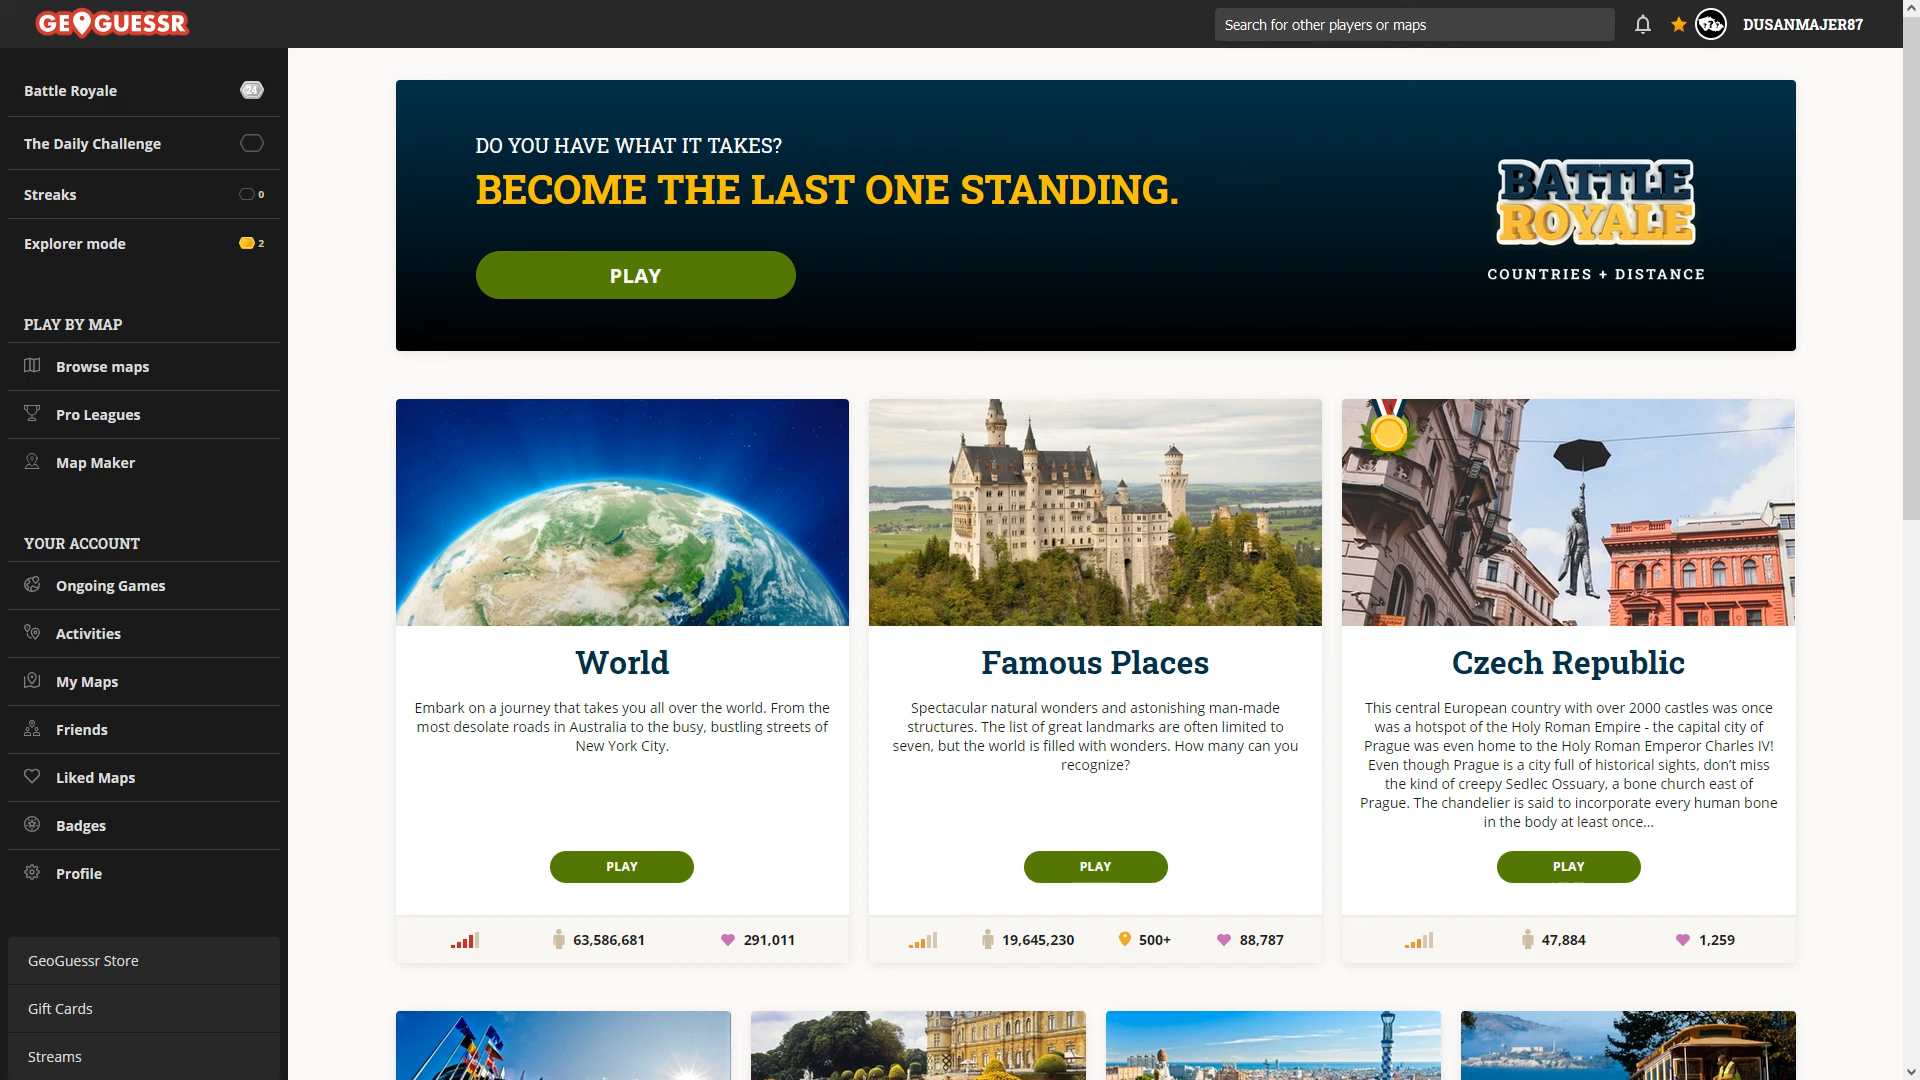 GEOGUESSR
Search for other players or maps
DUSANMAJER87
Battle Royale
24
The Daily Challenge
Streaks
0
Explorer mode
2
PLAY BY MAP
Browse maps
Pro Leagues
Map Maker
YOUR ACCOUNT
Ongoing Games
Activities
My Maps
Friends
Liked Maps
Badges
Profile
GeoGuessr Store
Gift Cards
Streams
DO YOU HAVE WHAT IT TAKES?
BECOME THE LAST ONE STANDING.
PLAY
BATTLE
ROYALE
COUNTRIES + DISTANCE
World
Embark on a journey that takes you all over the world. From the
most desolate roads in Australia to the busy, bustling streets of
New York City.
PLAY
63,586,681
291,011
Famous Places
Spectacular natural wonders and astonishing man-made
structures. The list of great landmarks are often limited to
seven, but the world is filled with wonders. How many can you
recognize?
PLAY
19,645,230
500+
88,787
Czech Republic
This central European country with over 2000 castles was once
was a hotspot of the Holy Roman Empire - the capital city of
Prague was even home to the Holy Roman Emperor Charles IV!
Even though Prague is a city full of historical sights, don’t miss
the kind of creepy Sedlec Ossuary, a bone church east of
Prague. The chandelier is said to incorporate every human bone
in the body at least once...
PLAY
47,884
1,259